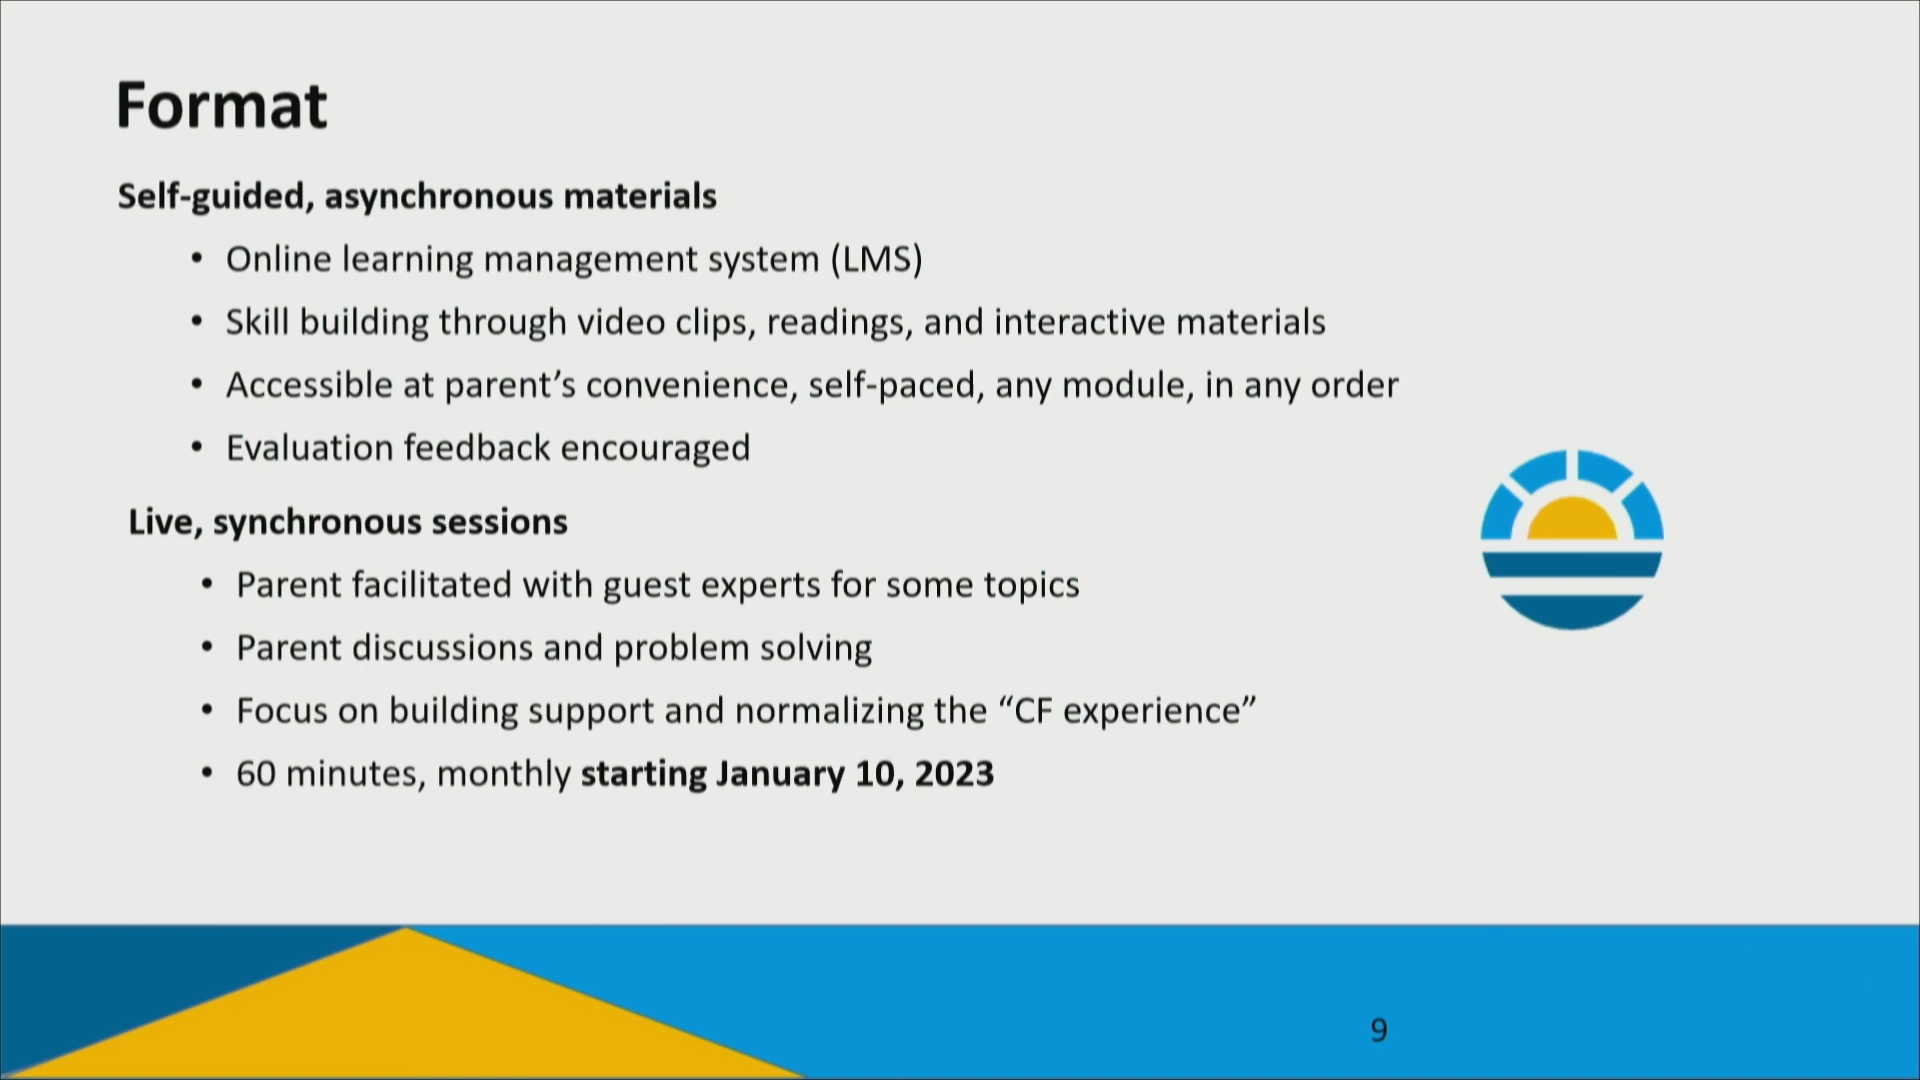 Format
Self-guided, asynchronous materials
• Online learning management system (LMS)
• Skill building through video clips, readings, and interactive materials
• Accessible at parent’s convenience, self-paced, any module, in any order
• Evaluation feedback encouraged
Live, synchronous sessions
• Parent facilitated with guest experts for some topics
• Parent discussions and problem solving
• Focus on building support and normalizing the “CF experience”
• 60 minutes, monthly starting January 10, 2023
9